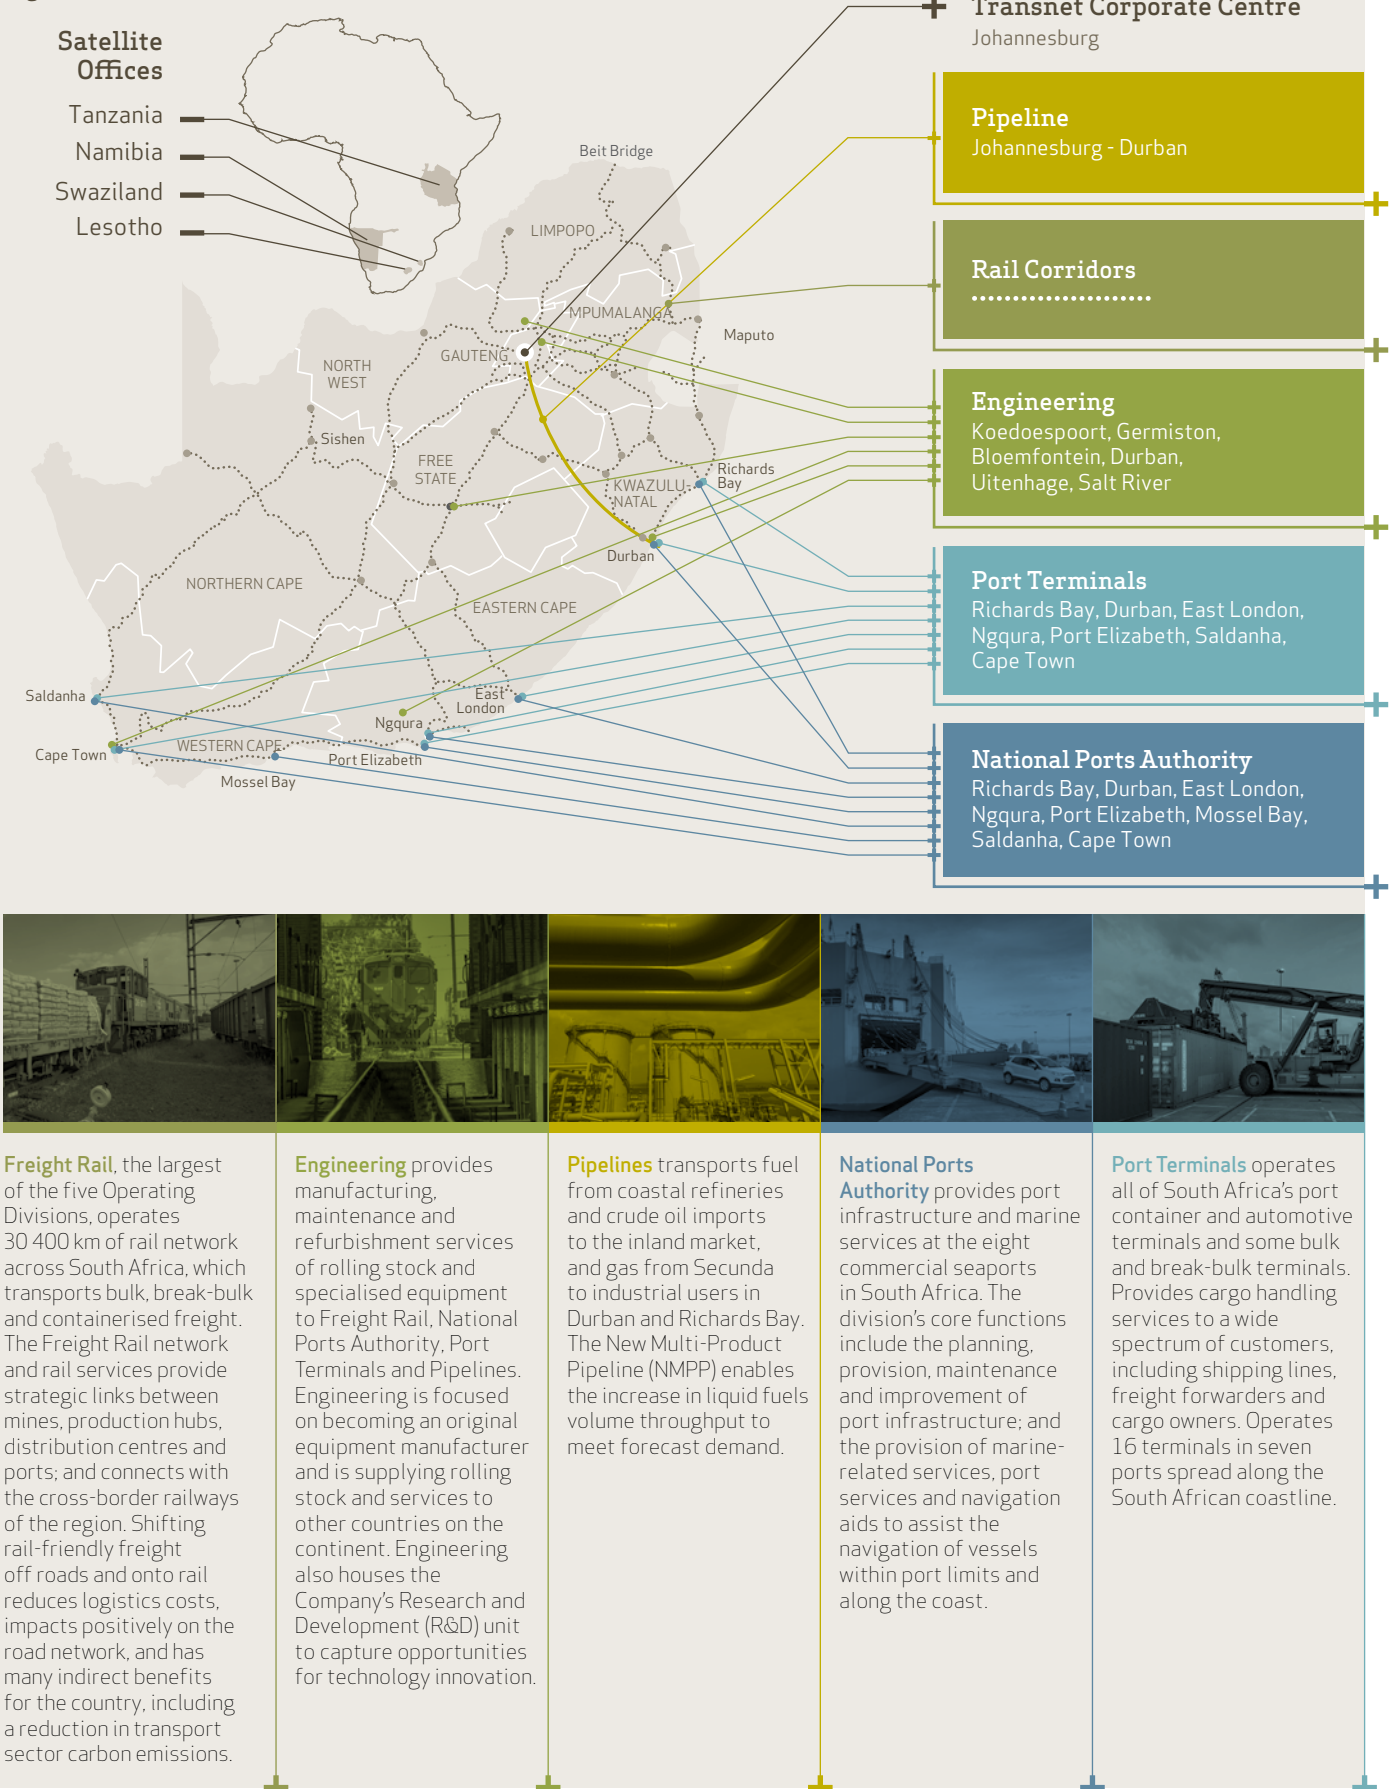 Satellite
Offices
Tanzania
Namibia
Swaziland
Lesotho
Beit Bridge
LIMPOPO
MPUMALANGA
Maputo
GAUTENG
NORTH
WEST
Sishen
FREE
STATE
Richards
Bay
KWAZULU-
NATAL
Durban
NORTHERN CAPE
EASTERN CAPE
Saldanha
East
London
Ngqura
Cape Town
WESTERN CAPE
Port Elizabeth
Mossel Bay
Transnet Corporate Centre
Johannesburg
Pipeline
Johannesburg - Durban
Rail Corridors
Engineering
Koedoespoort, Germiston,
Bloemfontein, Durban,
Uitenhage, Salt River
Port Terminals
Richards Bay, Durban, East London,
Ngqura, Port Elizabeth, Saldanha,
Cape Town
National Ports Authority
Richards Bay, Durban, East London,
Ngqura, Port Elizabeth, Mossel Bay,
Saldanha, Cape Town
Freight Rail, the largest
of the five Operating
Divisions, operates
30 400 km of rail network
across South Africa, which
transports bulk, break-bulk
and containerised freight.
The Freight Rail network
and rail services provide
strategic links between
mines, production hubs,
distribution centres and
ports; and connects with
the cross-border railways
of the region. Shifting
rail-friendly freight
off roads and onto rail
reduces logistics costs,
impacts positively on the
road network, and has
many indirect benefits
for the country, including
a reduction in transport
sector carbon emissions.
Engineering provides
manufacturing,
maintenance and
refurbishment services
of rolling stock and
specialised equipment
to Freight Rail, National
Ports Authority, Port
Terminals and Pipelines.
Engineering is focused
on becoming an original
equipment manufacturer
and is supplying rolling
stock and services to
other countries on the
continent. Engineering
also houses the
Company's Research and
Development (R&D) unit
to capture opportunities
for technology innovation.
Pipelines transports fuel
from coastal refineries
and crude oil imports
to the inland market,
and gas from Secunda
to industrial users in
Durban and Richards Bay.
The New Multi-Product
Pipeline (NMPP) enables
the increase in liquid fuels
volume throughput to
meet forecast demand.
National Ports
Authority provides port
infrastructure and marine
services at the eight
commercial seaports
in South Africa. The
division's core functions
include the planning,
provision, maintenance
and improvement of
port infrastructure; and
the provision of marine-
related services, port
services and navigation
aids to assist the
navigation of vessels
within port limits and
along the coast.
Port Terminals operates
all of South Africa's port
container and automotive
terminals and some bulk
and break-bulk terminals.
Provides cargo handling
services to a wide
spectrum of customers,
including shipping lines,
freight forwarders and
cargo owners. Operates
16 terminals in seven
ports spread along the
South African coastline.